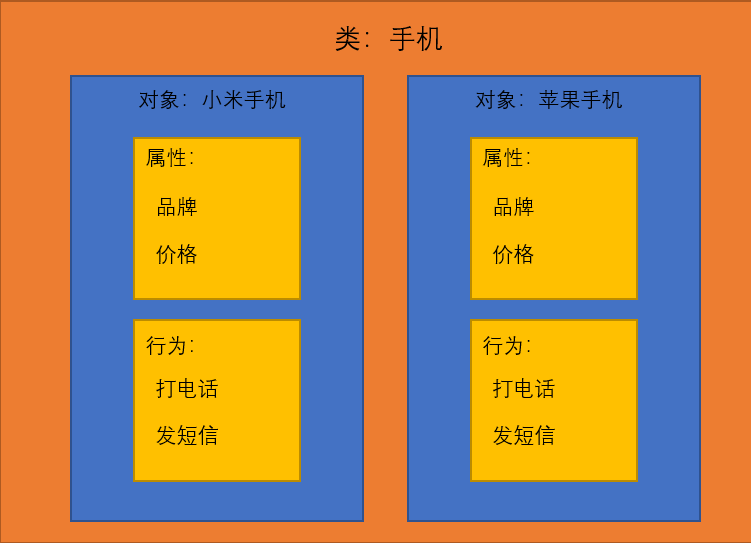 类：手机
对象：小米手机
属性：
品牌
价格
行为：
打电话
发短信
对象：苹果手机
属性：
品牌
价格
行为：
打电话
发短信